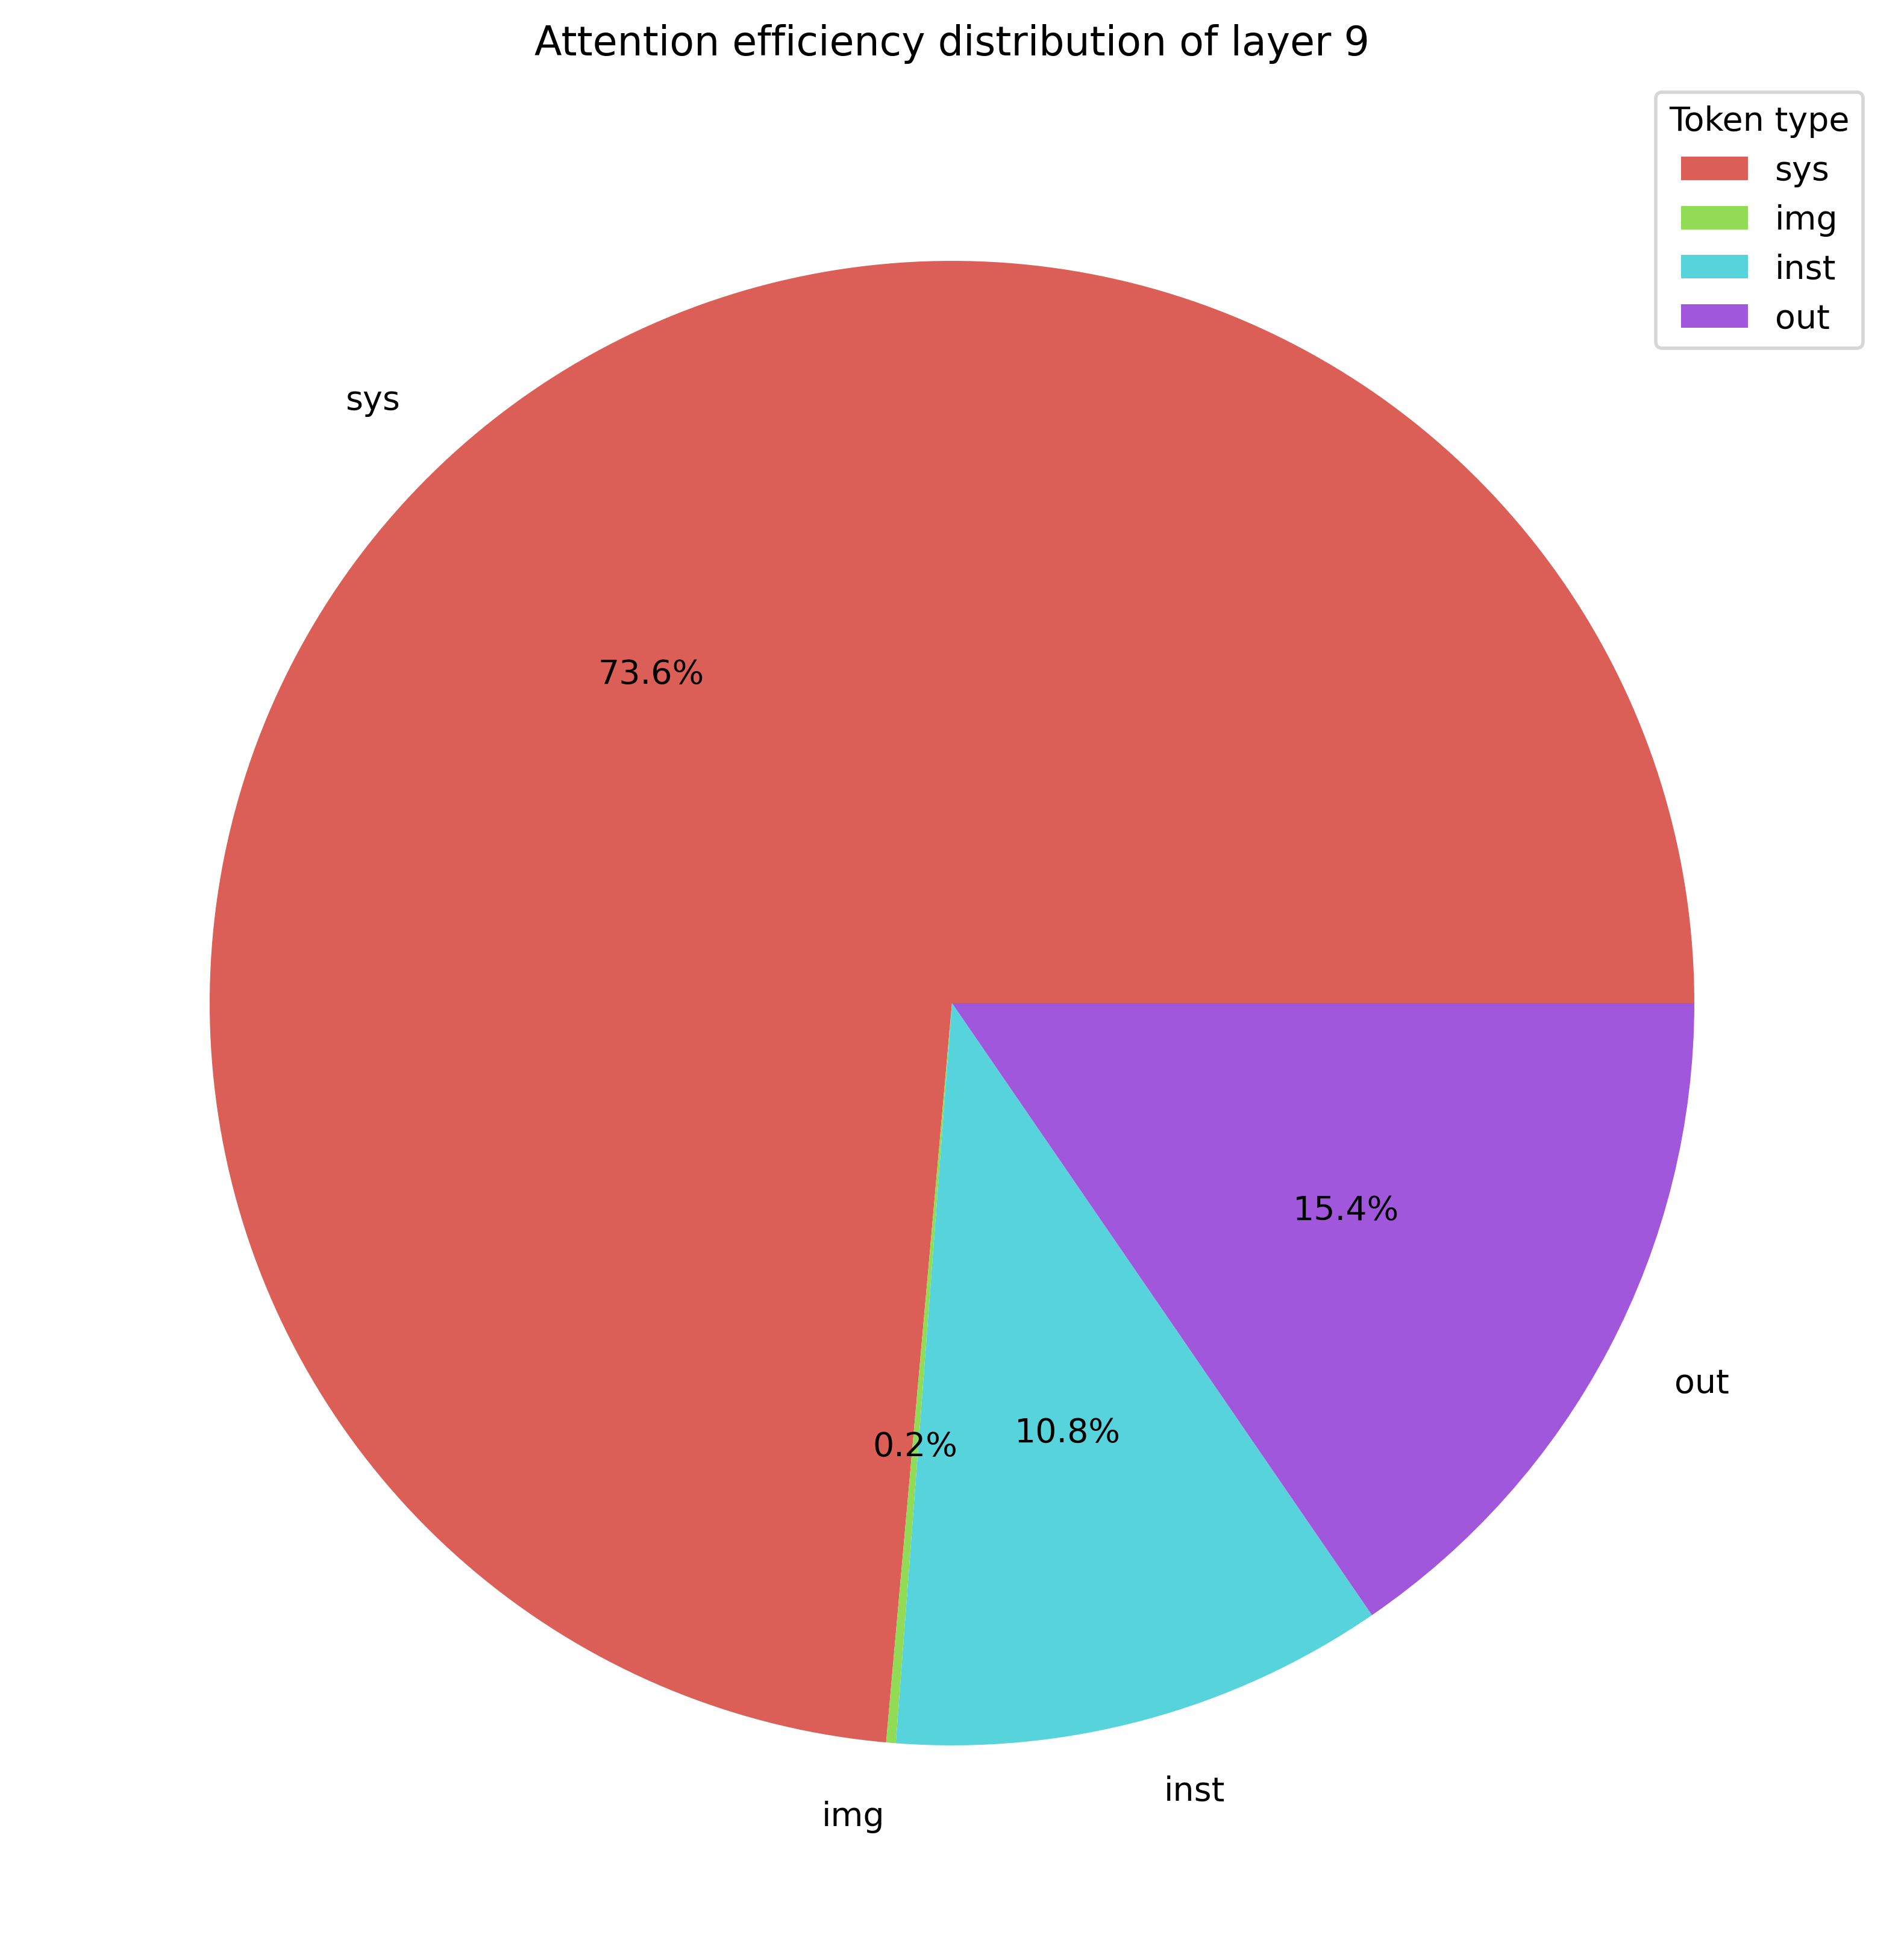 Attention efficiency distribution of layer 9
Token type
sys
img
inst
out
sys
73.6%
15.4%
out
0.2%
10.8%
inst
img